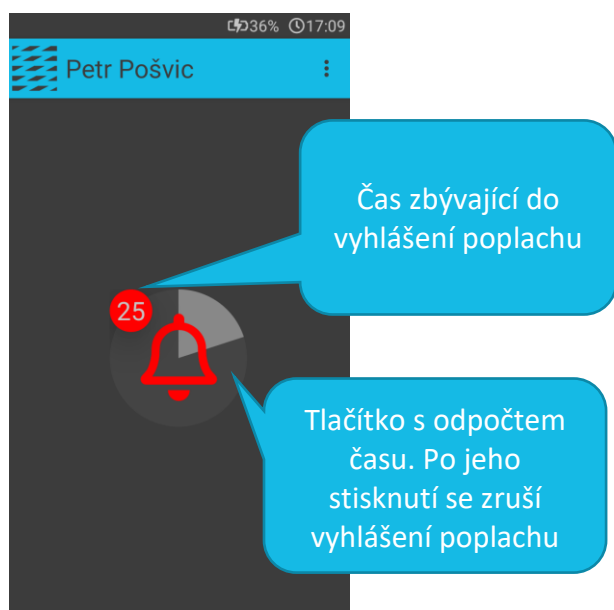 36% 17:09
Petr Pošvic
Čas zbývající do
vyhlášení poplachu
25
Tlačítko s odpočtem
času. Po jeho
stisknutí se zruší
vyhlášení poplachu